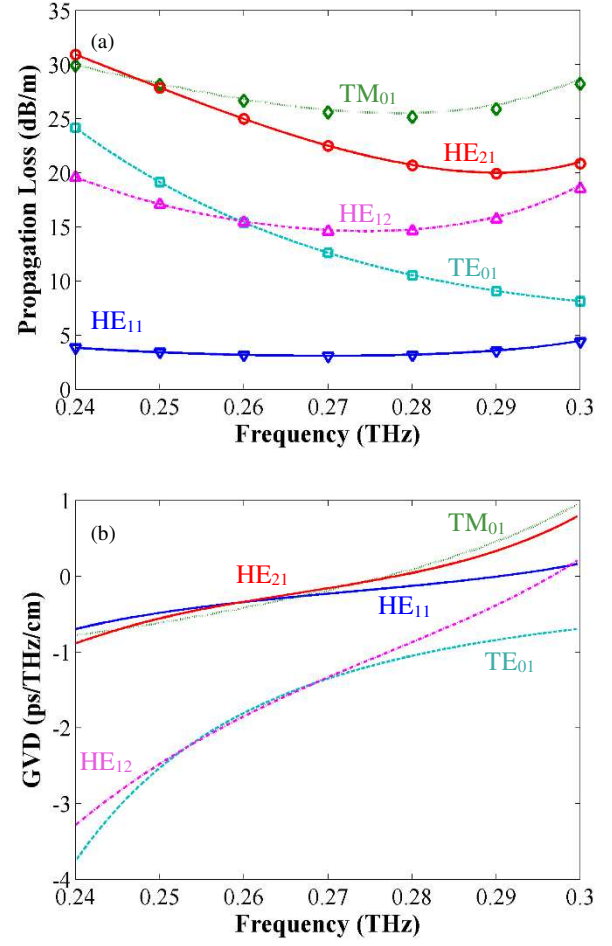 (a)
35
30
25
20
15
10
5
0
Propagation Loss (dB/m)
TM01
HE21
HE12
TE01
HE11
0.24 0.25 0.26 0.27 0.28 0.29 0.3
Frequency (THz)
(b)
1
0
-1
-2
-3
-4
GVD (ps/THz/cm)
TM01
HE21
HE11
TE01
HE12
0.24 0.25 0.26 0.27 0.28 0.29 0.3
Frequency (THz)